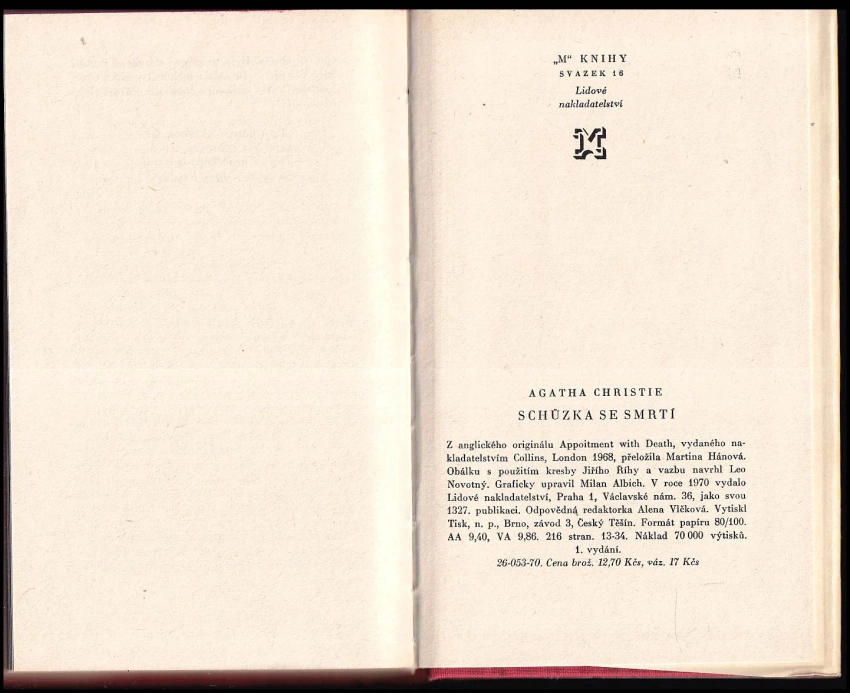 „M“ KNIHY
SVAZEK 16
Lidové
nakladatelství
M
AGATHA CHRISTIE
SCHŮZKA SE SMRTÍ
Z anglického originálu Appoitment with Death, vydaného na-
kladatelstvím Collins, London 1968, přeložila Martina Hánová.
Obálku s použitím kresby Jiřího Říhy a vazbu navrhl Leo
Novotný. Graficky upravil Milan Albich. V roce 1970 vydalo
Lidové nakladatelství, Praha 1, Václavské nám. 36, jako svou
1327. publikaci. Odpovědná redaktorka Alena Vlčková. Vytiskl
Tisk, n. p., Brno, závod 3, Český Těšín. Formát papíru 80/100.
AA 9,40, VA 9,86. 216 stran. 13-34. Náklad 70 000 výtisků.
1. vydání.
26-053-70. Cena brož. 12,70 Kčs, váz. 17 Kčs